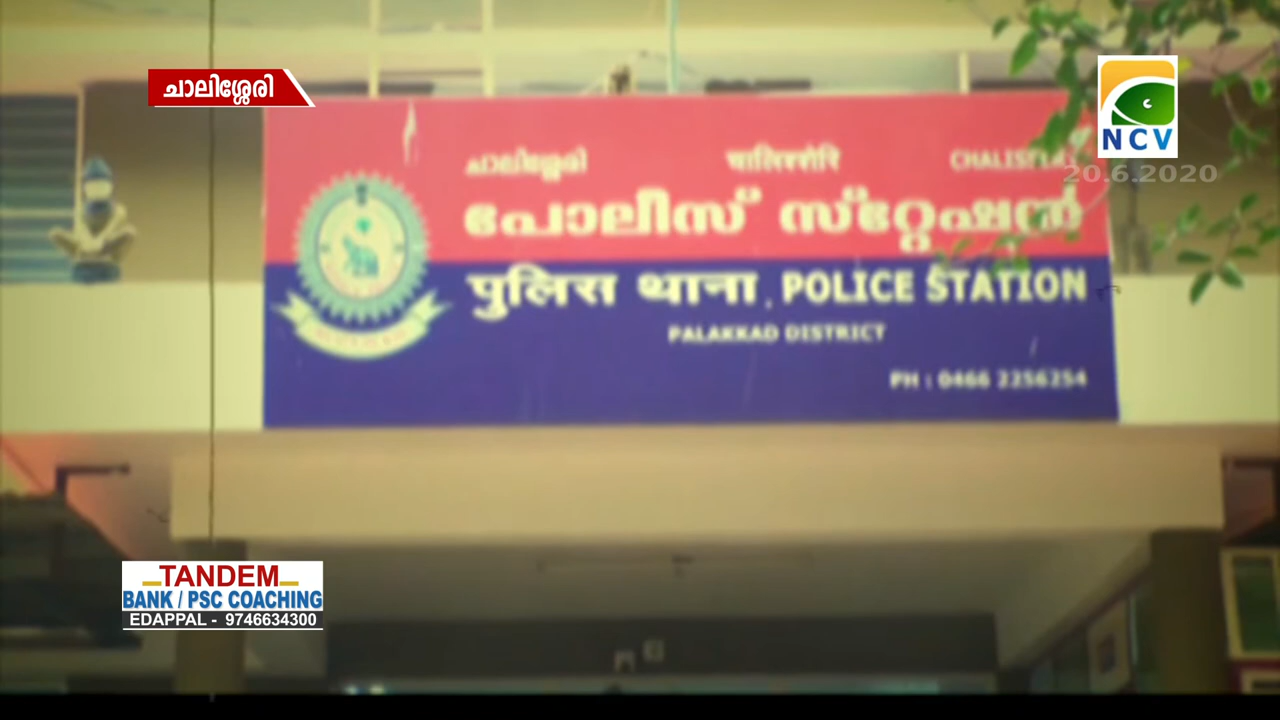 ചാലിശ്ശേരി
NCV
20.6.2020
ചാലിശ്ശേരി चालिश्शेरि
പോലീസ് സ്റ്റേഷൻ
पुलिस थाना, POLICE STATION
PALAKKAD DISTRICT
PH : 0466 2256254
TANDEM
BANK / PSC COACHING
EDAPPAL - 9746634300